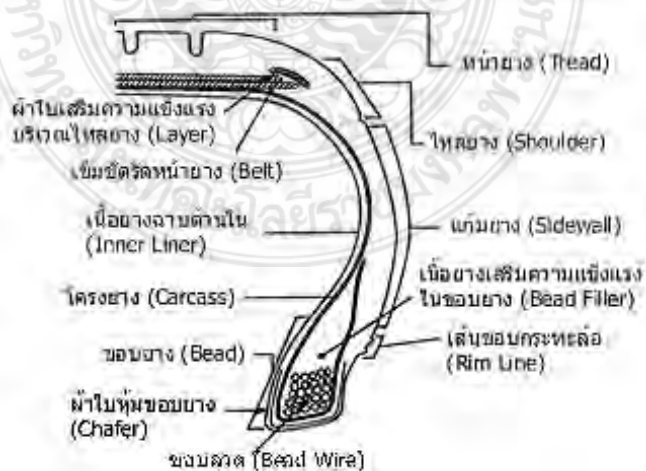 หน้ายาง (Tread)
ผ้าใบเสริมความแข็งแรง
บริเวณไหล่ยาง (Layer)
ไหล่ยาง (Shoulder)
เข็มขัดรัดหน้ายาง (Belt)
เนื้อยางฉาบด้านใน
(Inner Liner)
แก้มยาง (Sidewall)
เนื้อยางเสริมความแข็งแรง
ในขอบยาง (Bead Filler)
โครงยาง (Carcass)
เส้นขอบกระทะล้อ
(Rim Line)
ขอบยาง (Bead)
ผ้าใบหุ้มขอบยาง
(Chafer)
ขอบลวด (Bead Wire)